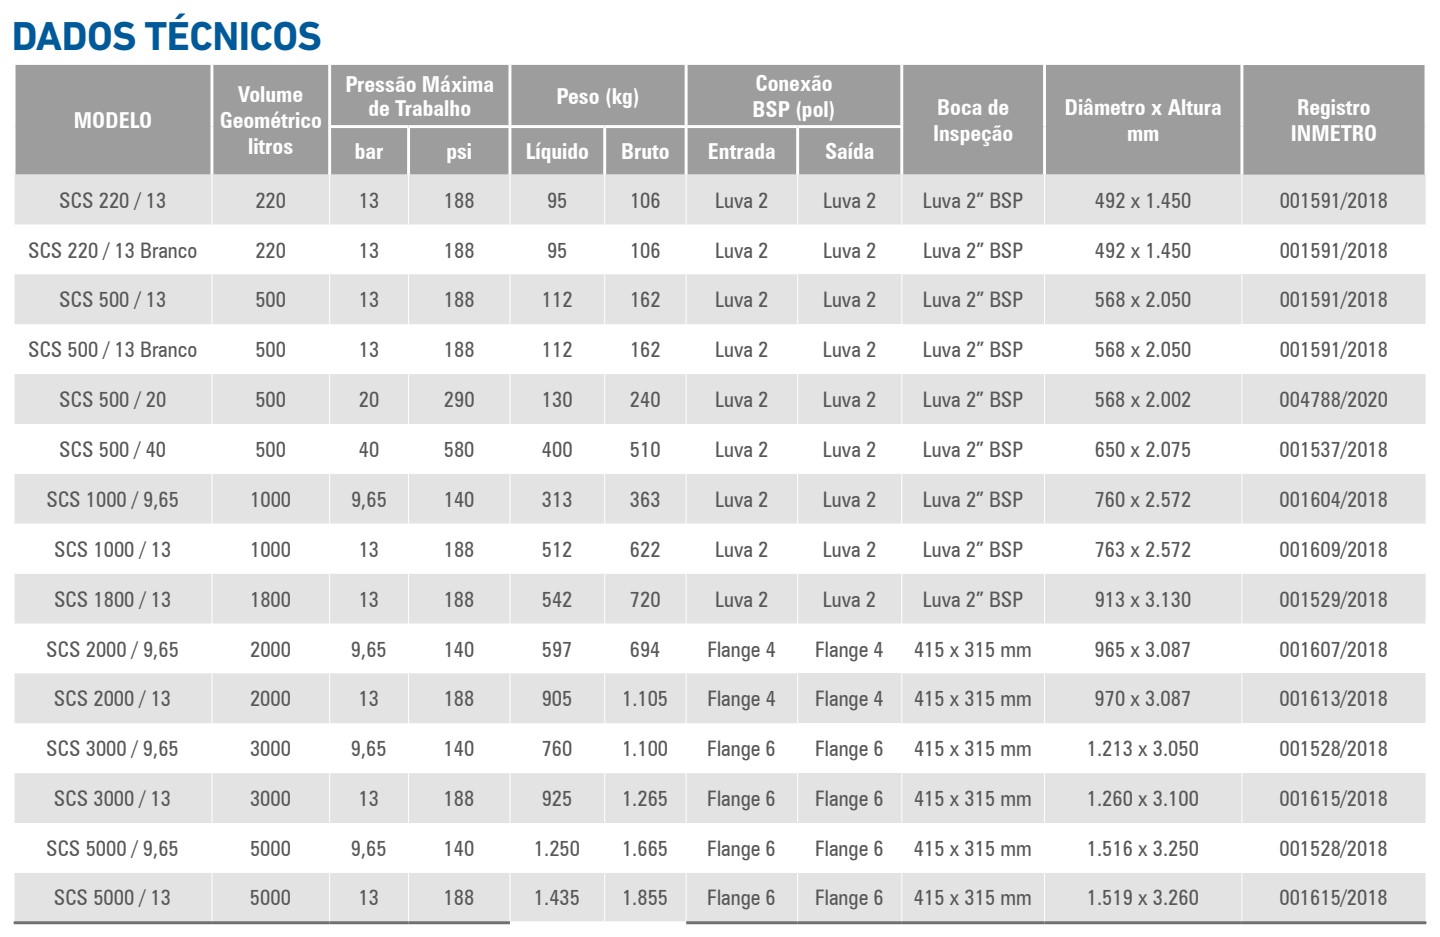 DADOS TÉCNICOS
MODELO Volume Geométrico litros Pressão Máxima de Trabalho Peso (kg) Conexão BSP (pol) Boca de Inspeção Diâmetro x Altura mm Registro INMETRO
bar psi Líquido Bruto Entrada Saída
SCS 220 / 13 220 13 188 95 106 Luva 2 Luva 2 Luva 2” BSP 492 x 1.450 001591/2018
SCS 220 / 13 Branco 220 13 188 95 106 Luva 2 Luva 2 Luva 2” BSP 492 x 1.450 001591/2018
SCS 500 / 13 500 13 188 112 162 Luva 2 Luva 2 Luva 2” BSP 568 x 2.050 001591/2018
SCS 500 / 13 Branco 500 13 188 112 162 Luva 2 Luva 2 Luva 2” BSP 568 x 2.050 001591/2018
SCS 500 / 20 500 20 290 130 240 Luva 2 Luva 2 Luva 2” BSP 568 x 2.002 004788/2020
SCS 500 / 40 500 40 580 400 510 Luva 2 Luva 2 Luva 2” BSP 650 x 2.075 001537/2018
SCS 1000 / 9,65 1000 9,65 140 313 363 Luva 2 Luva 2 Luva 2” BSP 760 x 2.572 001604/2018
SCS 1000 / 13 1000 13 188 512 622 Luva 2 Luva 2 Luva 2” BSP 763 x 2.572 001609/2018
SCS 1800 / 13 1800 13 188 542 720 Luva 2 Luva 2 Luva 2” BSP 913 x 3.130 001529/2018
SCS 2000 / 9,65 2000 9,65 140 597 694 Flange 4 Flange 4 415 x 315 mm 965 x 3.087 001607/2018
SCS 2000 / 13 2000 13 188 905 1.105 Flange 4 Flange 4 415 x 315 mm 970 x 3.087 001613/2018
SCS 3000 / 9,65 3000 9,65 140 760 1.100 Flange 6 Flange 6 415 x 315 mm 1.213 x 3.050 001528/2018
SCS 3000 / 13 3000 13 188 925 1.265 Flange 6 Flange 6 415 x 315 mm 1.260 x 3.100 001615/2018
SCS 5000 / 9,65 5000 9,65 140 1.250 1.665 Flange 6 Flange 6 415 x 315 mm 1.516 x 3.250 001528/2018
SCS 5000 / 13 5000 13 188 1.435 1.855 Flange 6 Flange 6 415 x 315 mm 1.519 x 3.260 001615/2018